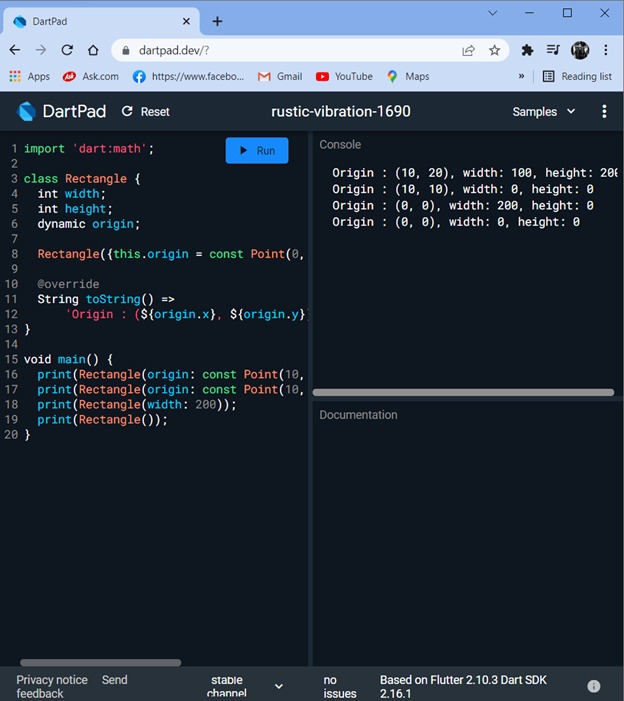 DartPad
dartpad.dev/?
Apps
Ask.com
https://www.facebo...
Gmail
YouTube
Maps
»
Reading list
DartPad
Reset
rustic-vibration-1690
Samples
Run
1 import 'dart:math';
2
3 class Rectangle {
4 int width;
5 int height;
6 dynamic origin;
7
8 Rectangle({this.origin = const Point(0,
9
10 @override
11 String toString() =>
12 'Origin : (${origin.x}, ${origin.y}
13 }
14
15 void main() {
16 print(Rectangle(origin: const Point(10,
17 print(Rectangle(origin: const Point(10,
18 print(Rectangle(width: 200));
19 print(Rectangle());
20 }
Console
Origin : (10, 20), width: 100, height: 200
Origin : (10, 10), width: 0, height: 0
Origin : (0, 0), width: 200, height: 0
Origin : (0, 0), width: 0, height: 0
Documentation
Privacy notice
Send
feedback
stable
channel
no
issues
Based on Flutter 2.10.3 Dart SDK
2.16.1